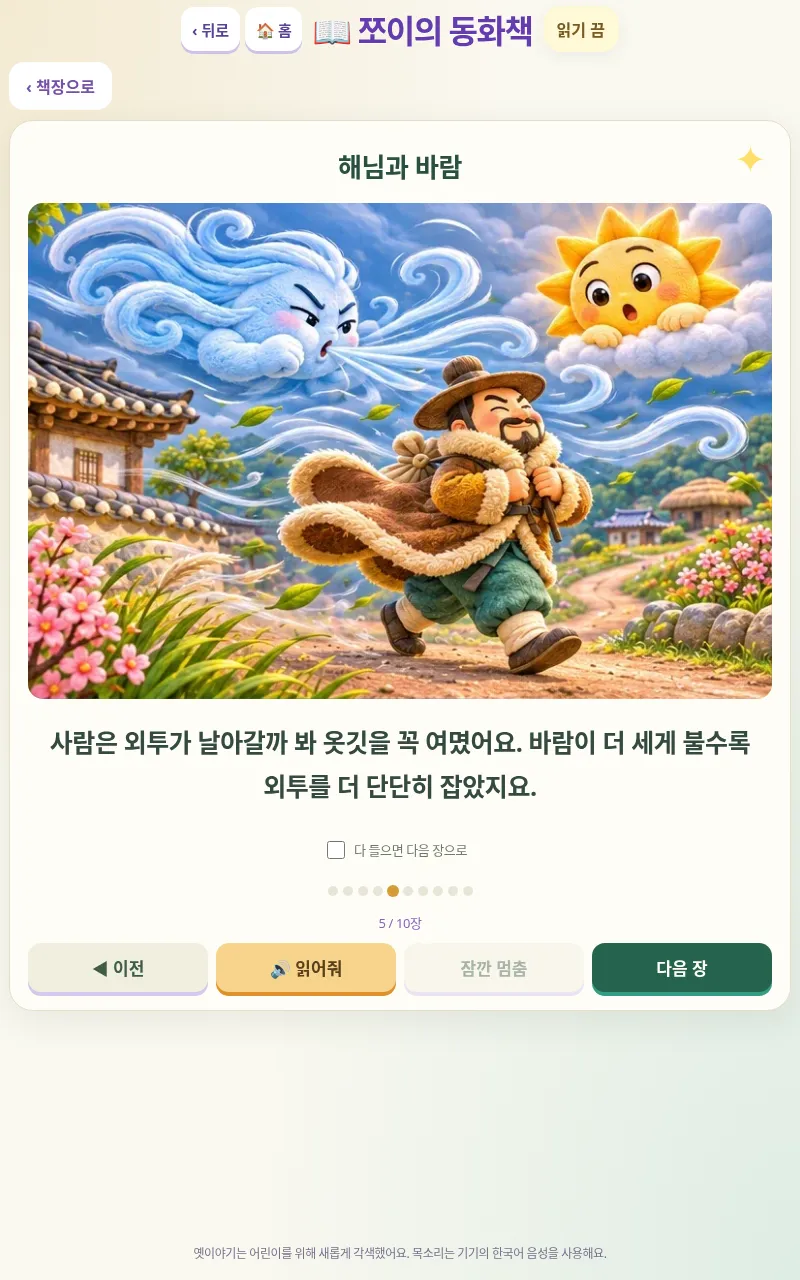 ‹ 뒤로 🏠 홈 📖 쪼이의 동화책 읽기 끝
‹ 책장으로
해님과 바람
사람은 외투가 날아갈까 봐 옷깃을 꼭 여몄어요. 바람이 더 세게 불수록
외투를 더 단단히 잡았지요.
다 들으면 다음 장으로
5 / 10장
◀ 이전 🔊 읽어줘 잠깐 멈춤 다음 장
옛이야기는 어린이를 위해 새롭게 각색했어요. 목소리는 기기의 한국어 음성을 사용해요.